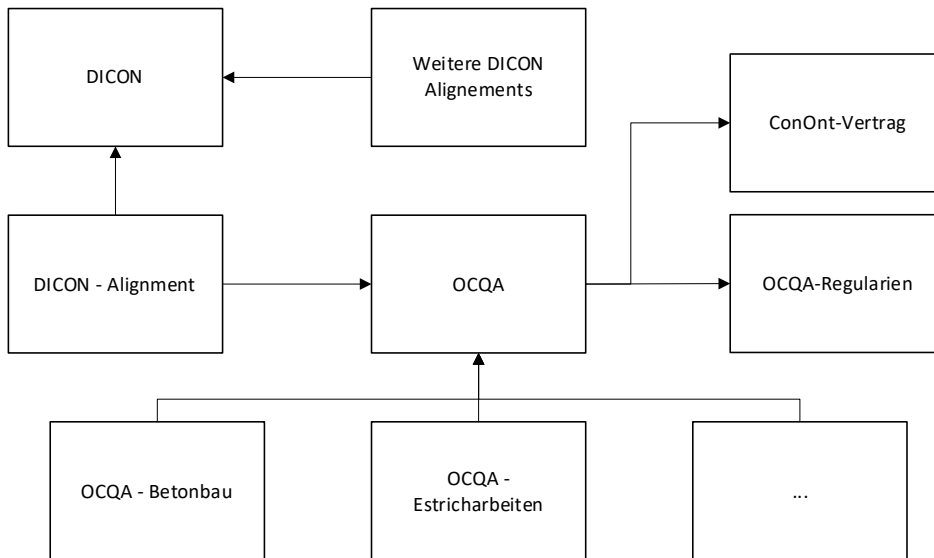 DICON
Weitere DICON
Alignements
ConOnt-Vertrag
DICON - Alignment
OCQA
OCQA-Regularien
OCQA - Betonbau
OCQA -
Estricharbeiten
...